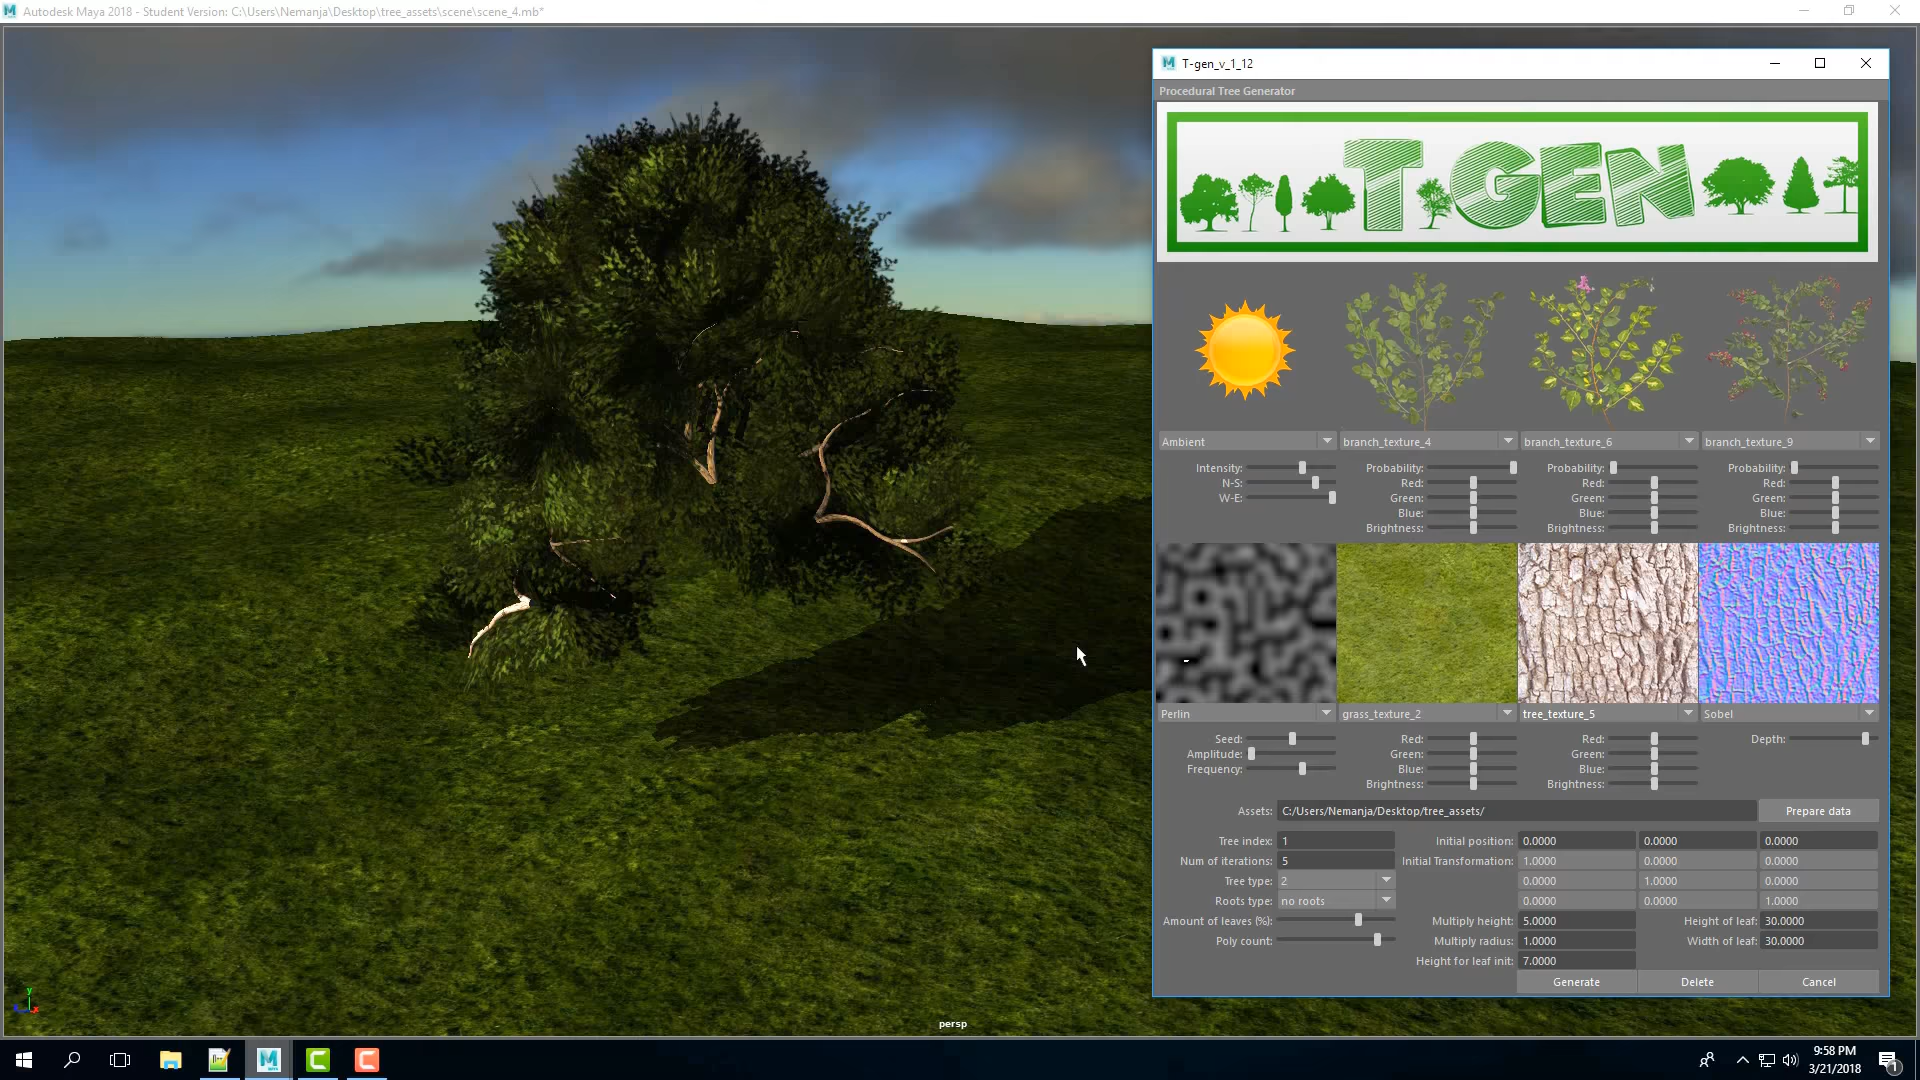 Autodesk Maya 2018 - Student Version: C:\Users\Nemanja\Desktop\tree_assets\scene\scene_4.mb*
T-gen_v_1_12
Procedural Tree Generator
T GEN
Ambient branch_texture_4 branch_texture_6 branch_texture_9
Intensity: Probability: Probability: Probability:
N-S: Red: Red: Red:
W-E: Green: Green: Green:
Blue: Blue: Blue:
Brightness: Brightness: Brightness:
Perlin grass_texture_2 tree_texture_5 Sobel
Seed: Red: Red: Depth:
Amplitude: Green: Green:
Frequency: Blue: Blue:
Brightness: Brightness:
Assets: C:/Users/Nemanja/Desktop/tree_assets/ Prepare data
Tree index: 1 Initial position: 0.0000 0.0000 0.0000
Num of iterations: 5 Initial Transformation: 1.0000 0.0000 0.0000
Tree type: 2 0.0000 1.0000 0.0000
Roots type: no roots 0.0000 0.0000 1.0000
Amount of leaves (%): Multiply height: 5.0000 Height of leaf: 30.0000
Poly count: Multiply radius: 1.0000 Width of leaf: 30.0000
Height for leaf init: 7.0000
Generate Delete Cancel
y
x
persp
9:58 PM
3/21/2018
1